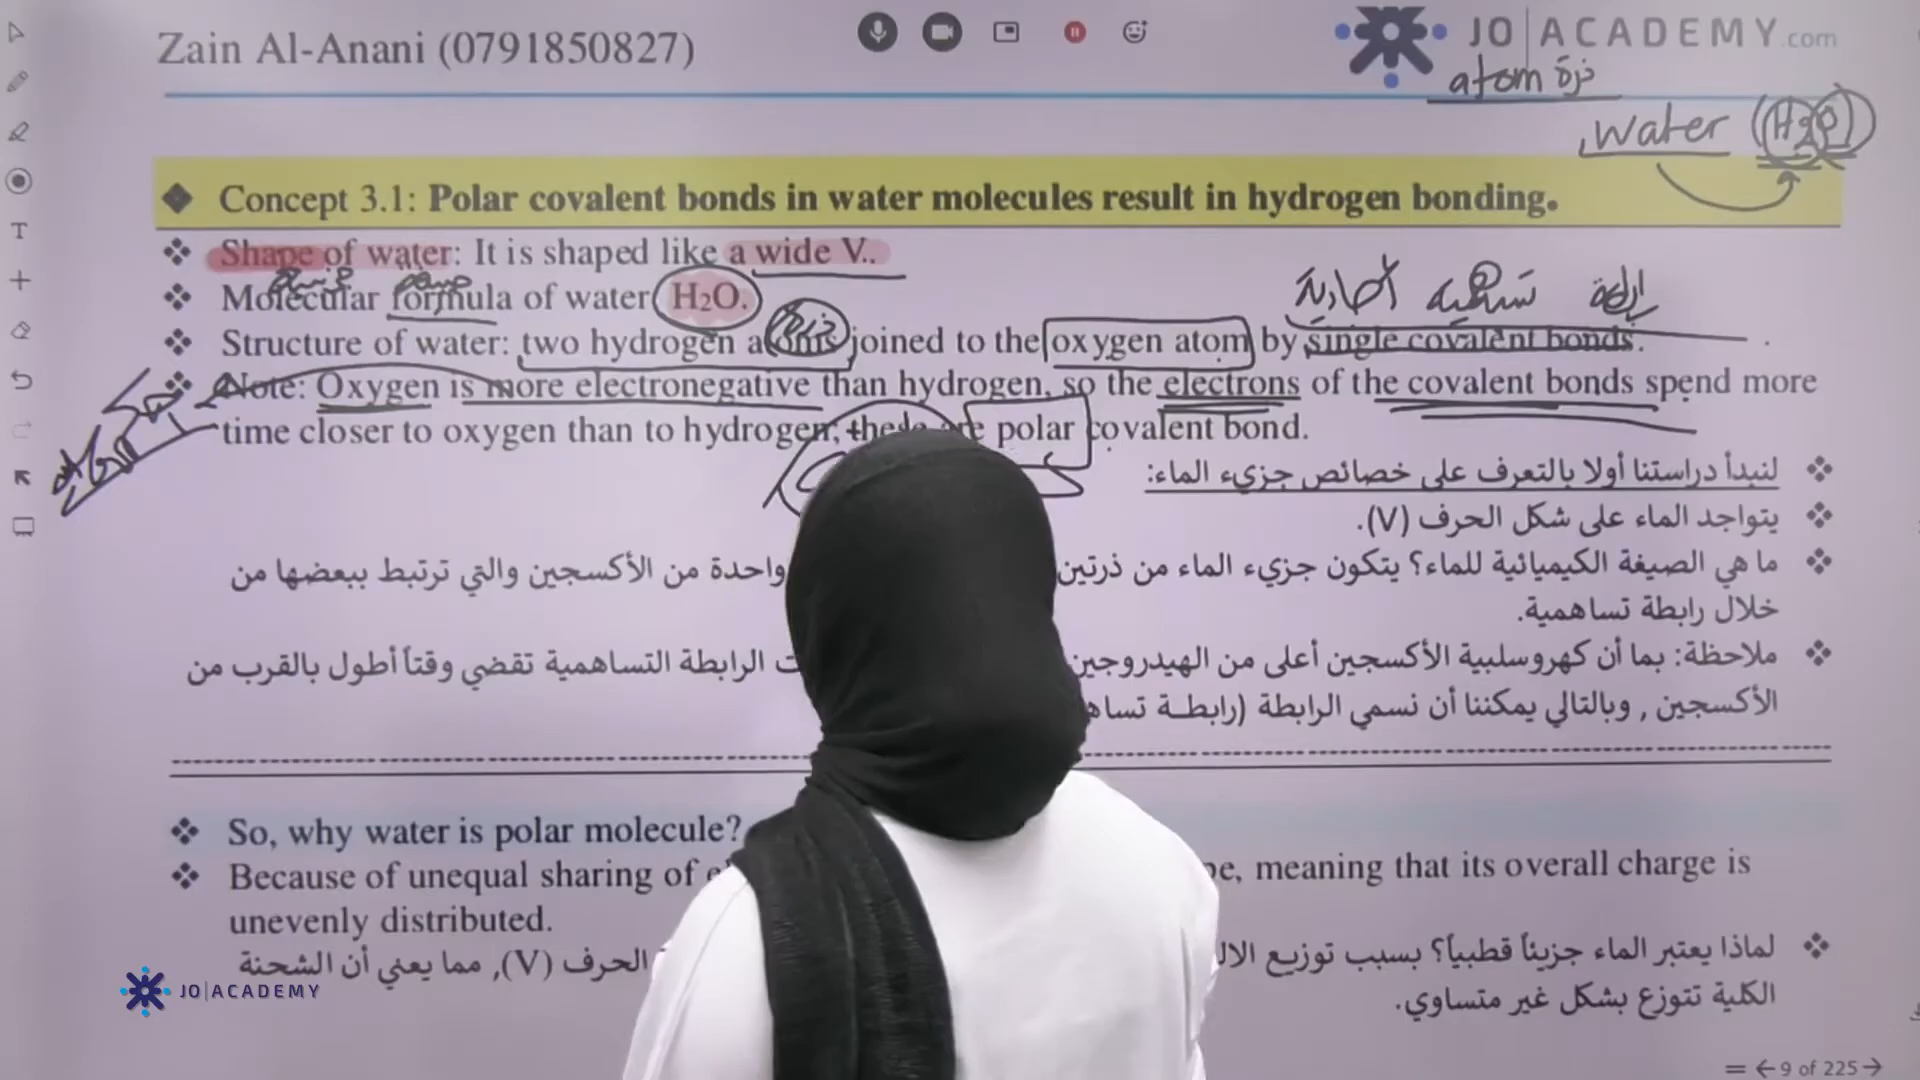 Zain Al-Anani (0791850827)
JO ACADEMY.com
atom ذرة
water (H2O)
Concept 3.1: Polar covalent bonds in water molecules result in hydrogen bonding.
Shape of water: It is shaped like a wide V..
صيغة
Molecular formula of water H₂O.
رابطة تساهمية أحادية
ذرة
Structure of water: two hydrogen atoms joined to the oxygen atom by single covalent bonds.
Note: Oxygen is more electronegative than hydrogen, so the electrons of the covalent bonds spend more
time closer to oxygen than to hydrogen, these are polar covalent bond.
لنبدأ دراستنا أولا بالتعرف على خصائص جزيء الماء:
يتواجد الماء على شكل الحرف (V).
ما هي الصيغة الكيميائية للماء؟ يتكون جزيء الماء من ذرتين واحدة من الأكسجين والتي ترتبط ببعضها من
خلال رابطة تساهمية.
ملاحظة: بما أن كهروسلبية الأكسجين أعلى من الهيدروجين الرابطة التساهمية تقضي وقتاً أطول بالقرب من
الأكسجين , وبالتالي يمكننا أن نسمي الرابطة (رابطة
So, why water is polar molecule?
Because of unequal sharing of meaning that its overall charge is
unevenly distributed.
لماذا يعتبر الماء جزيئاً قطبياً؟ بسبب توزيع الحرف (V), مما يعني أن الشحنة
الكلية تتوزع بشكل غير متساوي.
JO ACADEMY
9 of 225